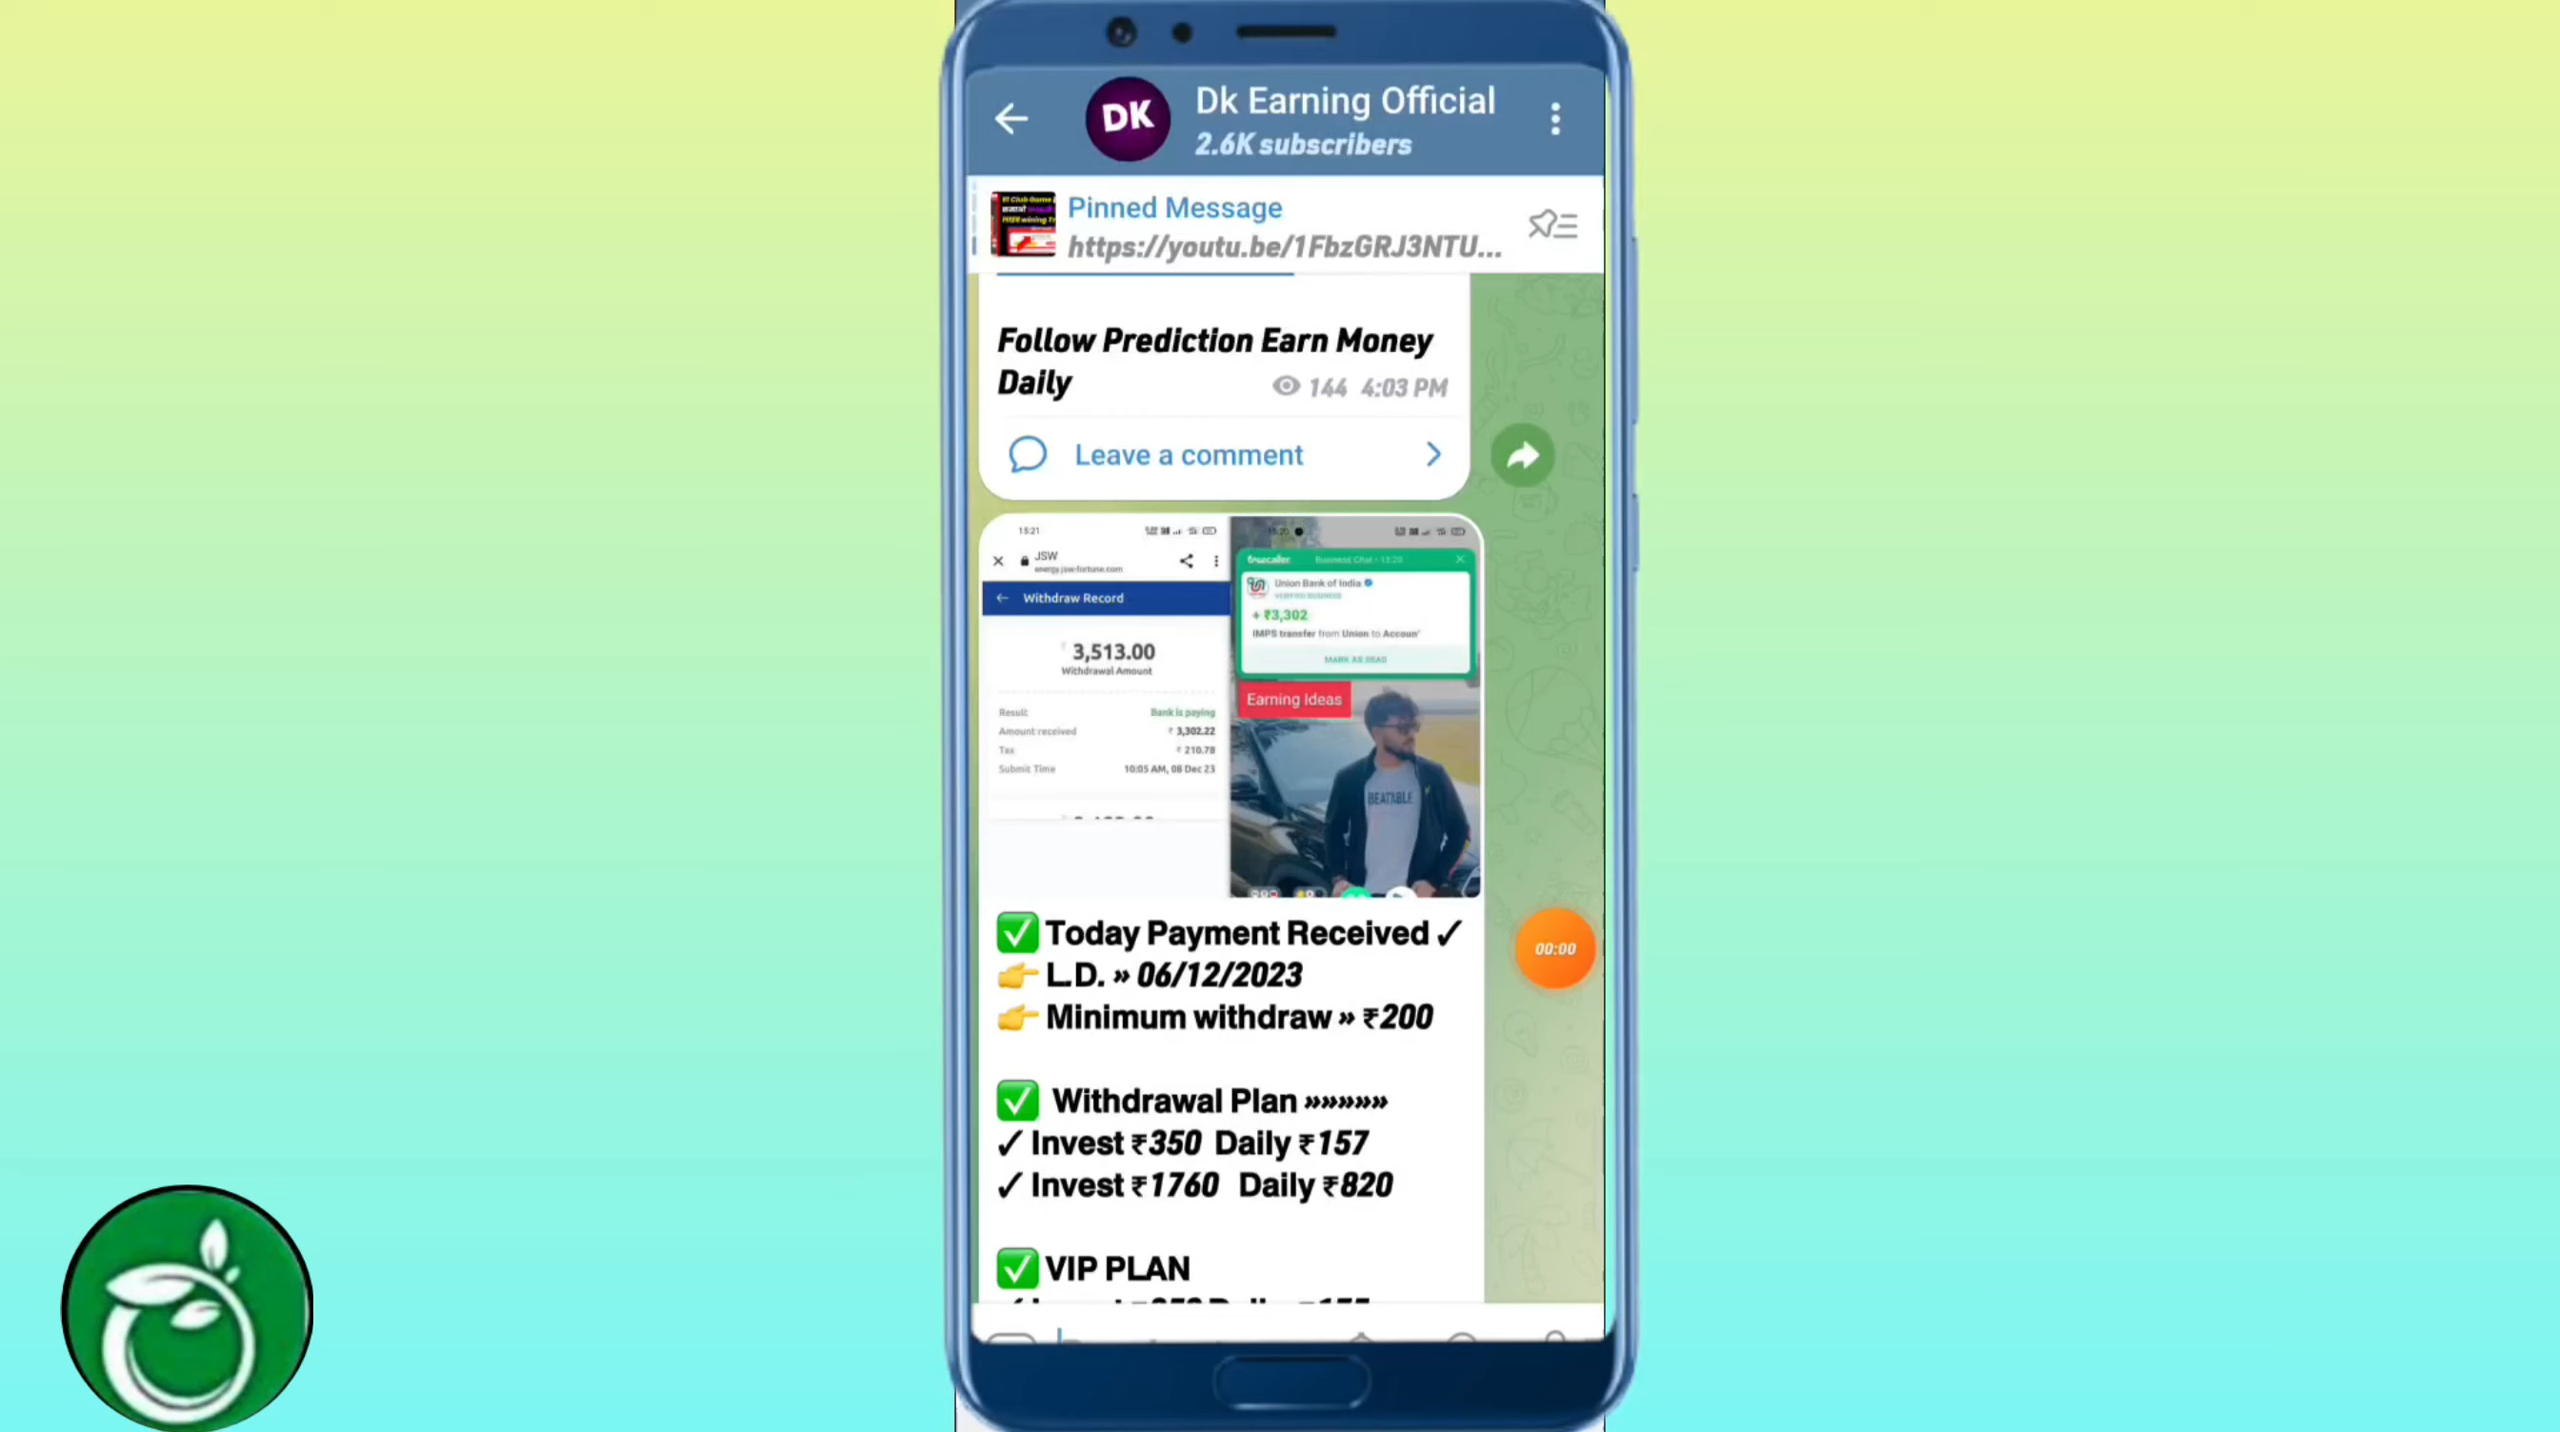 DK
Dk Earning Official
2.6K subscribers
Pinned Message
https://youtu.be/1FbzGRJ3NTU...
Follow Prediction Earn Money
Daily
144 4:03 PM
Leave a comment
15:21
JSW
energy.jsw-fortune.com
Withdraw Record
3,513.00
Withdrawal Amount
Result Bank is paying
Amount received ₹ 3,302.22
Tax ₹ 210.78
Submit Time 10:05 AM, 08 Dec 23
truecaller Business Chat • 15:20
Union Bank of India
VERIFIED BUSINESS
+ ₹3,302
IMPS transfer from Union to Accoun
MARK AS READ
Earning Ideas
BEATABLE
✅ Today Payment Received ✓
👉 L.D. » 06/12/2023
👉 Minimum withdraw » ₹200
00:00
✅ Withdrawal Plan »»»»»»
✓ Invest ₹350 Daily ₹157
✓ Invest ₹1760 Daily ₹820
✅ VIP PLAN